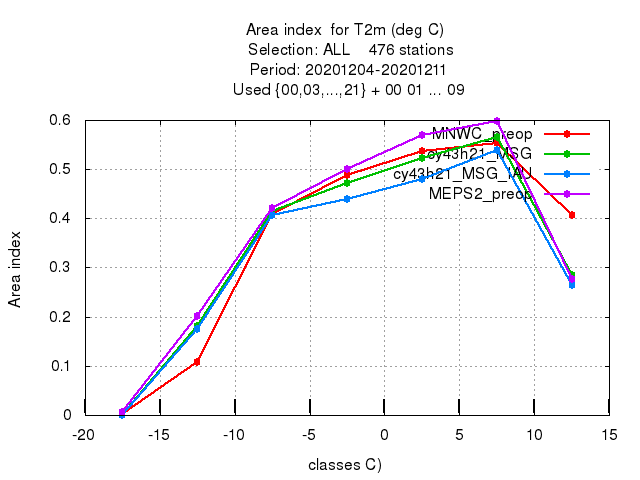 Area index  for T2m (deg C)
Selection: ALL    476 stations
Period: 20201204-20201211
Used {00,03,...,21} + 00 01 ... 09
0.6
0.5
0.4
0.3
0.2
0.1
0
Area index
MNWC_preop
cy43h21_MSG
cy43h21_MSG_IAU
MEPS2_preop
-20 -15 -10 -5 0 5 10 15
classes C)